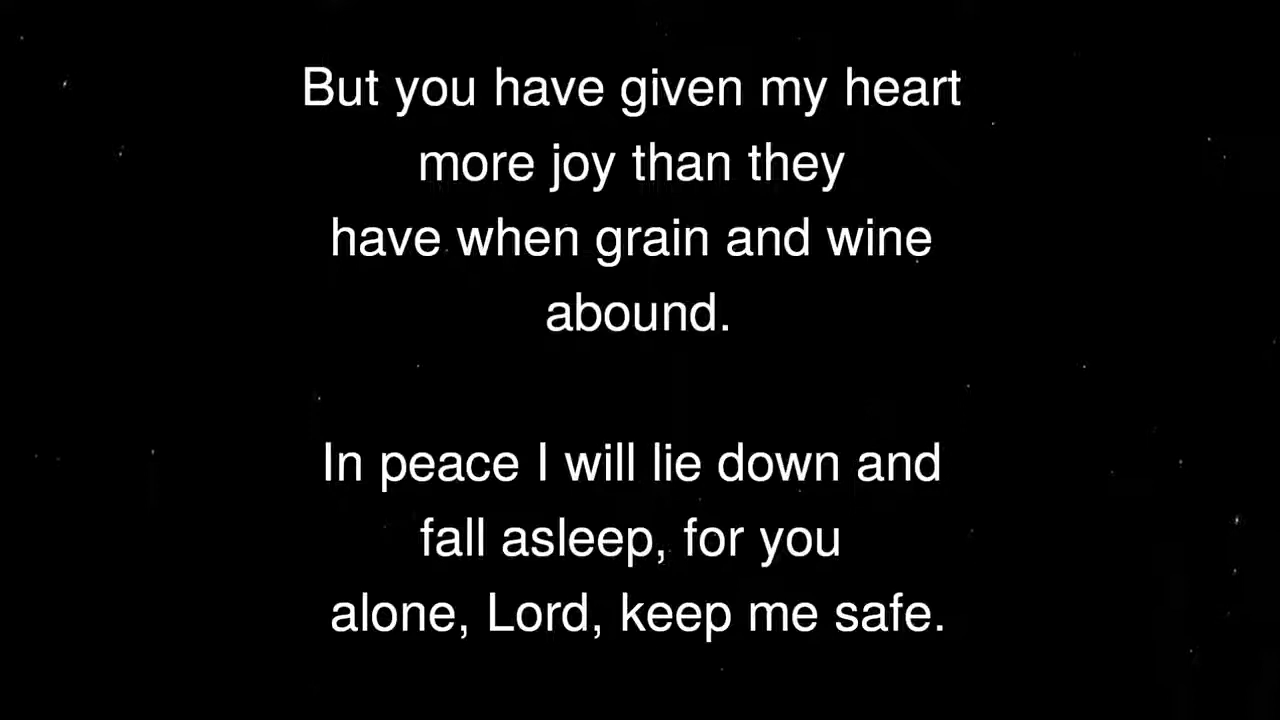 But you have given my heart
more joy than they
have when grain and wine
abound.
In peace I will lie down and
fall asleep, for you
alone, Lord, keep me safe.